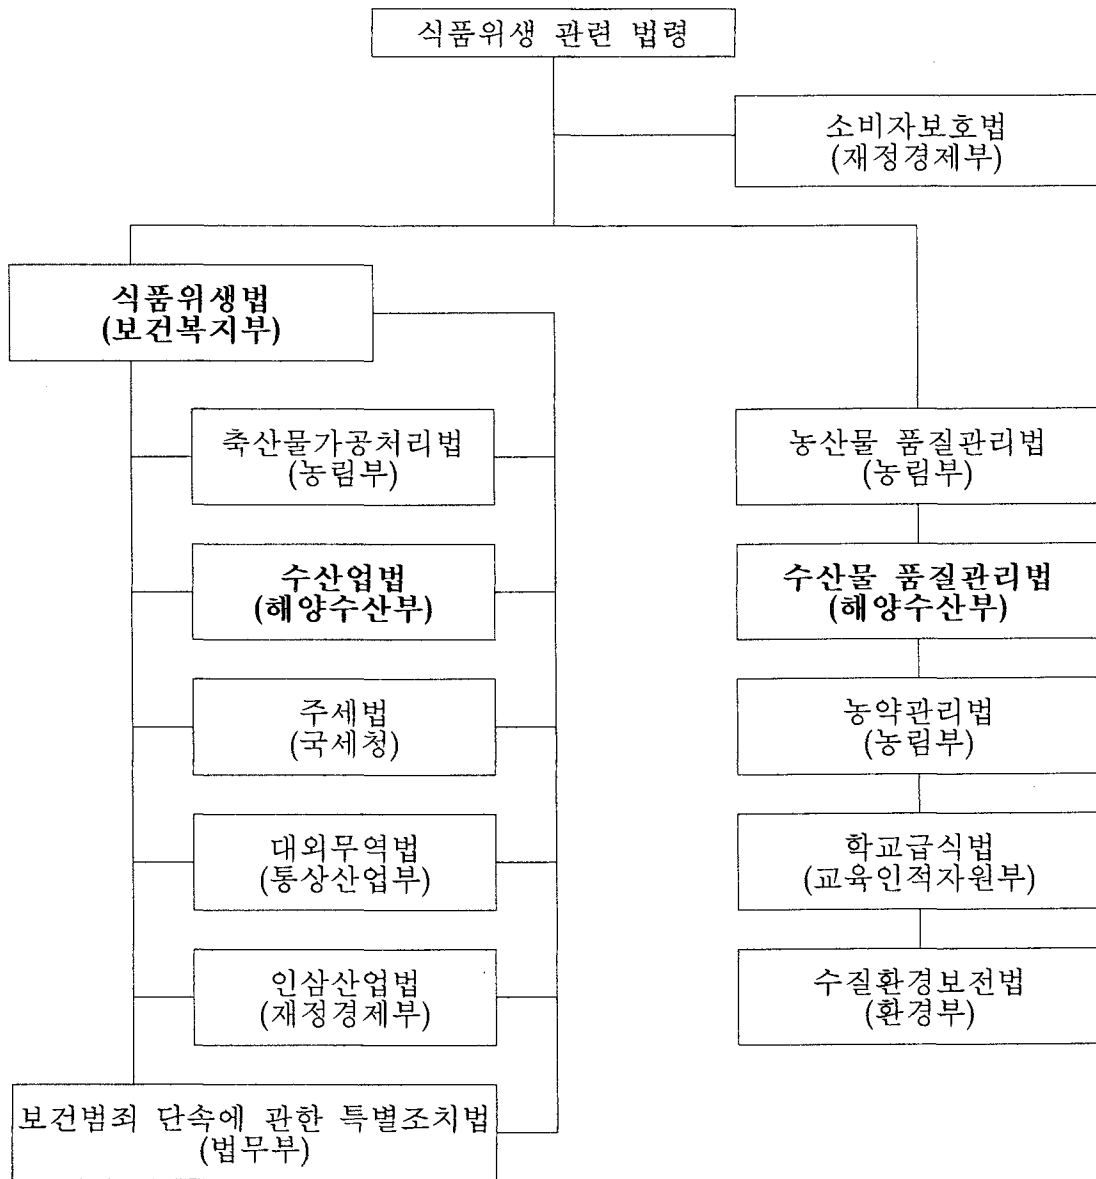 식품위생 관련 법령
소비자보호법
(재정경제부)
식품위생법
(보건복지부)
축산물가공처리법
(농림부)
수산업법
(해양수산부)
주세법
(국세청)
대외무역법
(통상산업부)
인삼산업법
(재정경제부)
보건범죄 단속에 관한 특별조치법
(법무부)
농산물 품질관리법
(농림부)
수산물 품질관리법
(해양수산부)
농약관리법
(농림부)
학교급식법
(교육인적자원부)
수질환경보전법
(환경부)